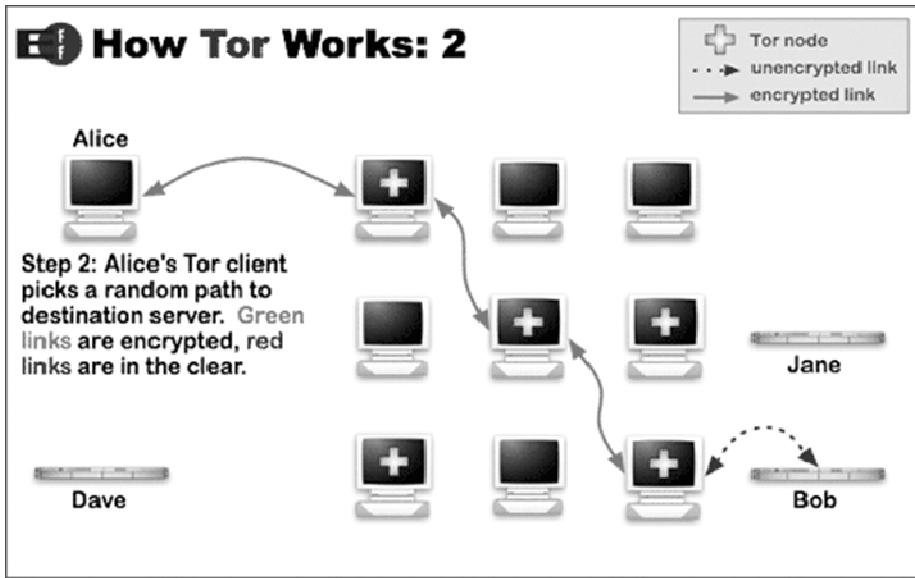 EFF How Tor Works: 2
Tor node
unencrypted link
encrypted link
Alice
Step 2: Alice's Tor client
picks a random path to
destination server. Green
links are encrypted, red
links are in the clear.
Jane
Dave
Bob